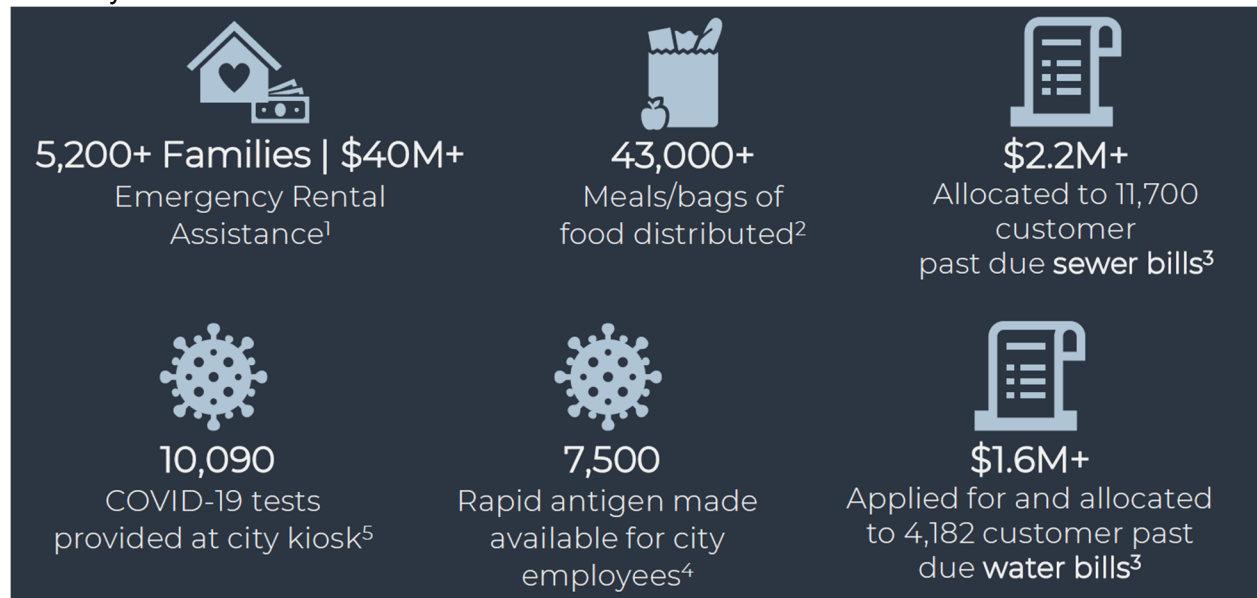 5,200+ Families | $40M+
Emergency Rental
Assistance¹
43,000+
Meals/bags of
food distributed²
$2.2M+
Allocated to 11,700
customer
past due sewer bills³
10,090
COVID-19 tests
provided at city kiosk⁵
7,500
Rapid antigen made
available for city
employees⁴
$1.6M+
Applied for and allocated
to 4,182 customer past
due water bills³